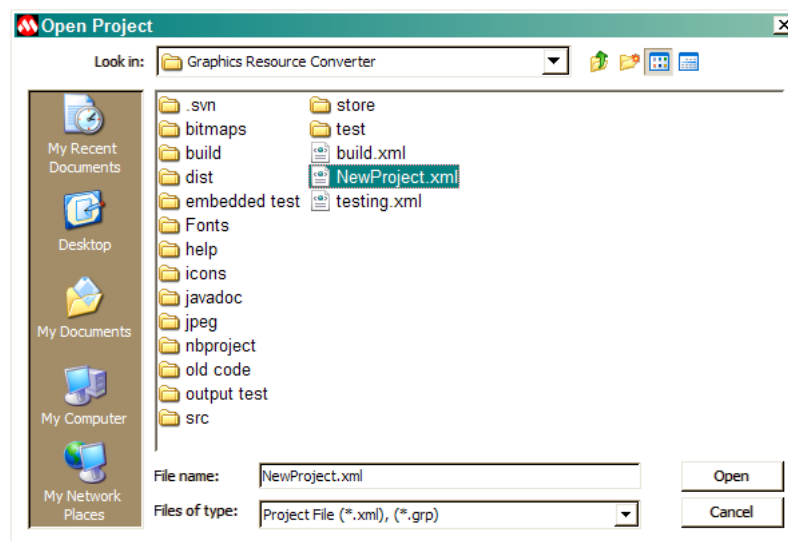 Open Project
Look in: Graphics Resource Converter
My Recent
Documents
Desktop
My Documents
My Computer
My Network
Places
.svn
bitmaps
build
dist
embedded test
Fonts
help
icons
javadoc
jpeg
nbproject
old code
output test
src
store
test
build.xml
NewProject.xml
testing.xml
File name: NewProject.xml Open
Files of type: Project File (*.xml), (*.grp) Cancel